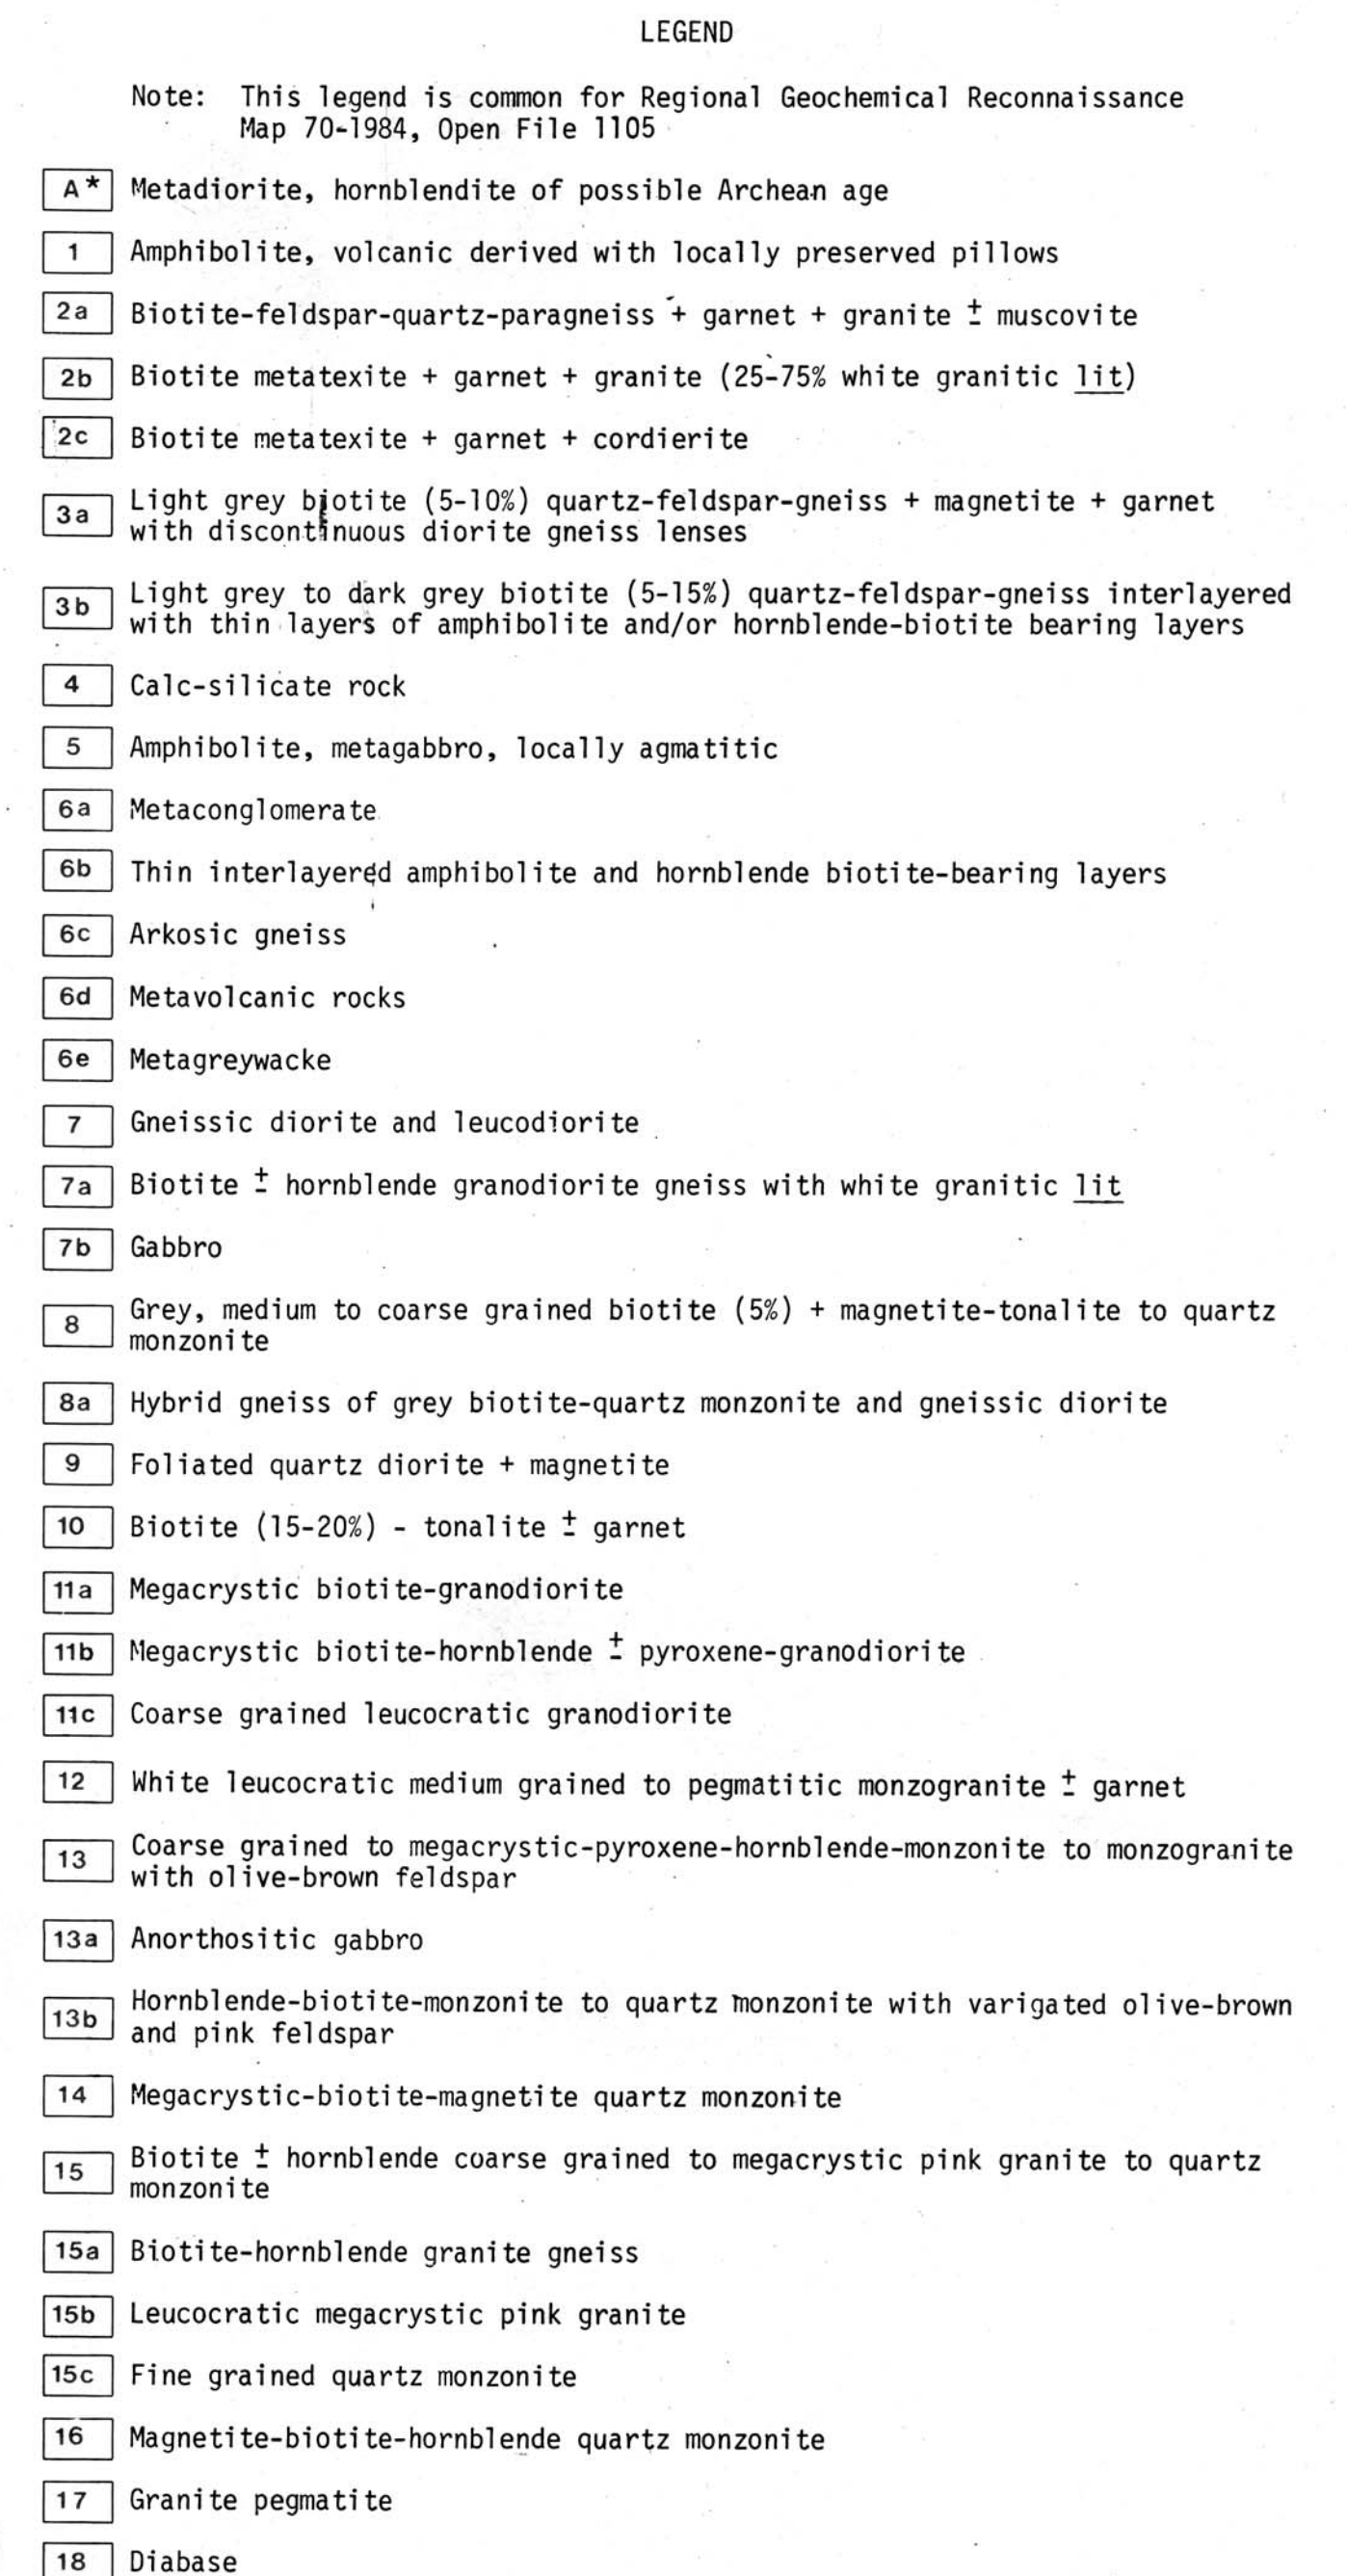 LEGEND
Note: This legend is common for Regional Geochemical Reconnaissance
Map 70-1984, Open File 1105
A* Metadiorite, hornblendite of possible Archean age
1 Amphibolite, volcanic derived with locally preserved pillows
2a Biotite-feldspar-quartz-paragneiss + garnet + granite ± muscovite
2b Biotite metatexite + garnet + granite (25-75% white granitic lit)
2c Biotite metatexite + garnet + cordierite
3a Light grey biotite (5-10%) quartz-feldspar-gneiss + magnetite + garnet
with discontinuous diorite gneiss lenses
3b Light grey to dark grey biotite (5-15%) quartz-feldspar-gneiss interlayered
with thin layers of amphibolite and/or hornblende-biotite bearing layers
4 Calc-silicate rock
5 Amphibolite, metagabbro, locally agmatitic
6a Metaconglomerate
6b Thin interlayered amphibolite and hornblende biotite-bearing layers
6c Arkosic gneiss
6d Metavolcanic rocks
6e Metagreywacke
7 Gneissic diorite and leucodiorite
7a Biotite ± hornblende granodiorite gneiss with white granitic lit
7b Gabbro
8 Grey, medium to coarse grained biotite (5%) + magnetite-tonalite to quartz
monzonite
8a Hybrid gneiss of grey biotite-quartz monzonite and gneissic diorite
9 Foliated quartz diorite + magnetite
10 Biotite (15-20%) - tonalite ± garnet
11a Megacrystic biotite-granodiorite
11b Megacrystic biotite-hornblende ± pyroxene-granodiorite
11c Coarse grained leucocratic granodiorite
12 White leucocratic medium grained to pegmatitic monzogranite ± garnet
13 Coarse grained to megacrystic-pyroxene-hornblende-monzonite to monzogranite
with olive-brown feldspar
13a Anorthositic gabbro
13b Hornblende-biotite-monzonite to quartz monzonite with varigated olive-brown
and pink feldspar
14 Megacrystic-biotite-magnetite quartz monzonite
15 Biotite ± hornblende coarse grained to megacrystic pink granite to quartz
monzonite
15a Biotite-hornblende granite gneiss
15b Leucocratic megacrystic pink granite
15c Fine grained quartz monzonite
16 Magnetite-biotite-hornblende quartz monzonite
17 Granite pegmatite
18 Diabase